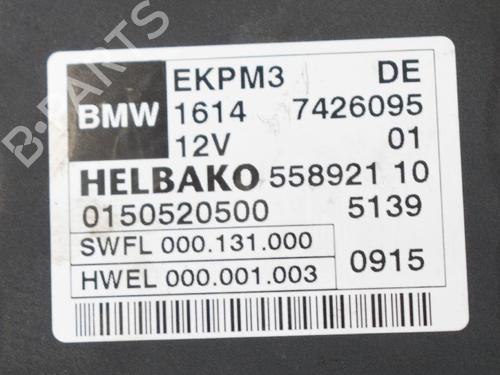 B-PARTS
EKPM3 DE
BMW 1614 7426095
12V 01
HELBAKO 558921 10
0150520500 5139
SWFL 000.131.000
HWEL 000.001.003 0915